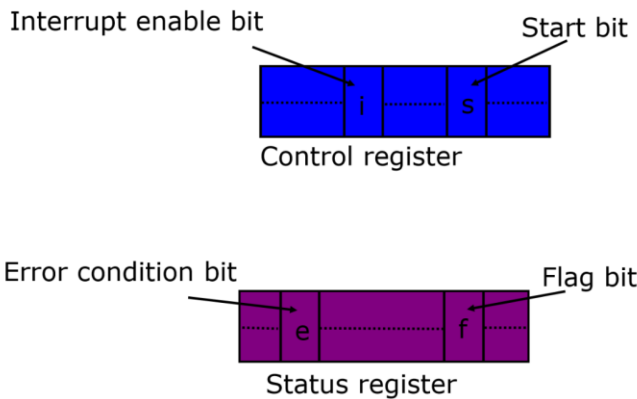 Interrupt enable bit
Start bit
i
s
Control register
Error condition bit
Flag bit
e
f
Status register